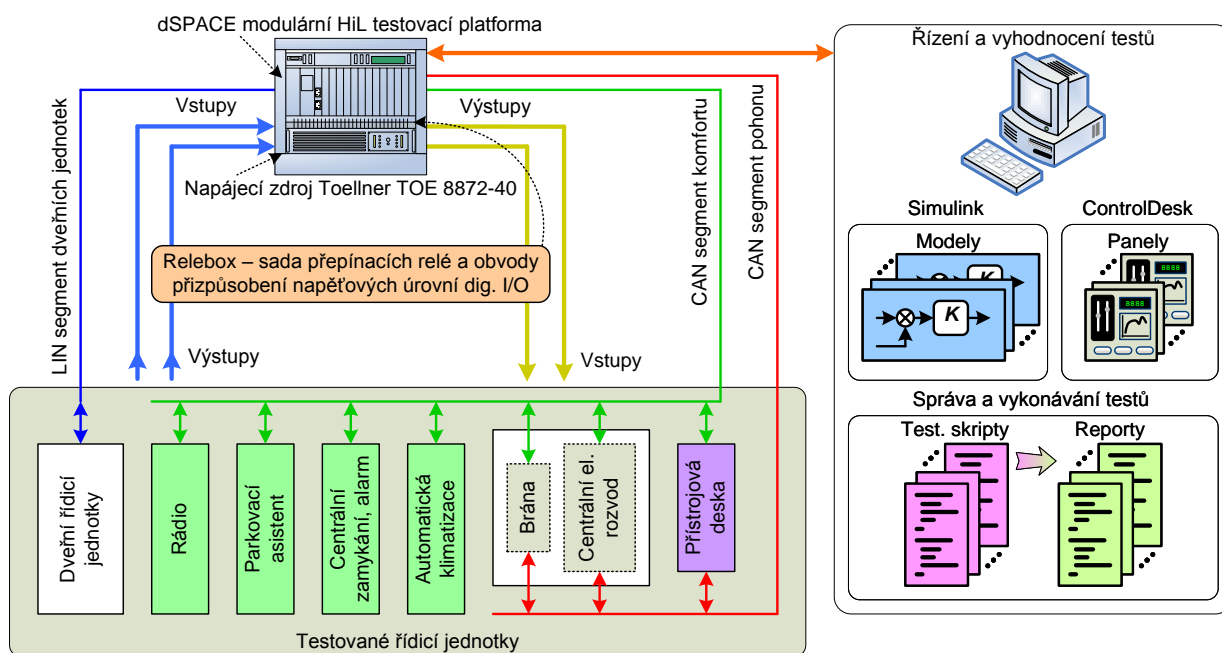 dSPACE modulární HiL testovací platforma
Řízení a vyhodnocení testů
Vstupy
Výstupy
LIN segment dveřních jednotek
Napájecí zdroj Toellner TOE 8872-40
CAN segment komfortu
CAN segment pohonu
Relebox – sada přepínacích relé a obvody
přizpůsobení napěťových úrovní dig. I/O
Výstupy
Vstupy
Simulink
ControlDesk
Modely
Panely
K
K
8888
8888
Správa a vykonávání testů
Test. skripty
Reporty
Dveřní řídicí
jednotky
Rádio
Parkovací
asistent
Centrální
zamykání, alarm
Automatická
klimatizace
Brána
Centrální el.
rozvod
Přístrojová
deska
Testované řídicí jednotky